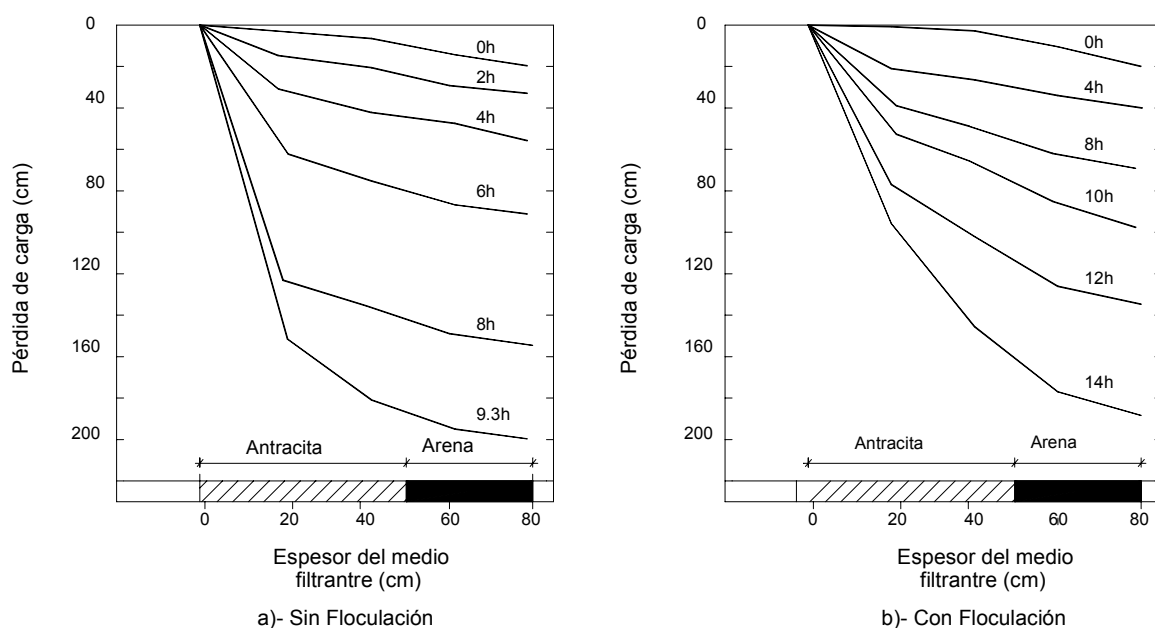 0
40
80
120
160
200
Pérdida de carga (cm)
0h
2h
4h
6h
8h
9.3h
Antracita
Arena
0 20 40 60 80
Espesor del medio
filtrantre (cm)
a)- Sin Floculación
0
40
80
120
160
200
Pérdida de carga (cm)
0h
4h
8h
10h
12h
14h
Antracita
Arena
0 20 40 60 80
Espesor del medio
filtrantre (cm)
b)- Con Floculación